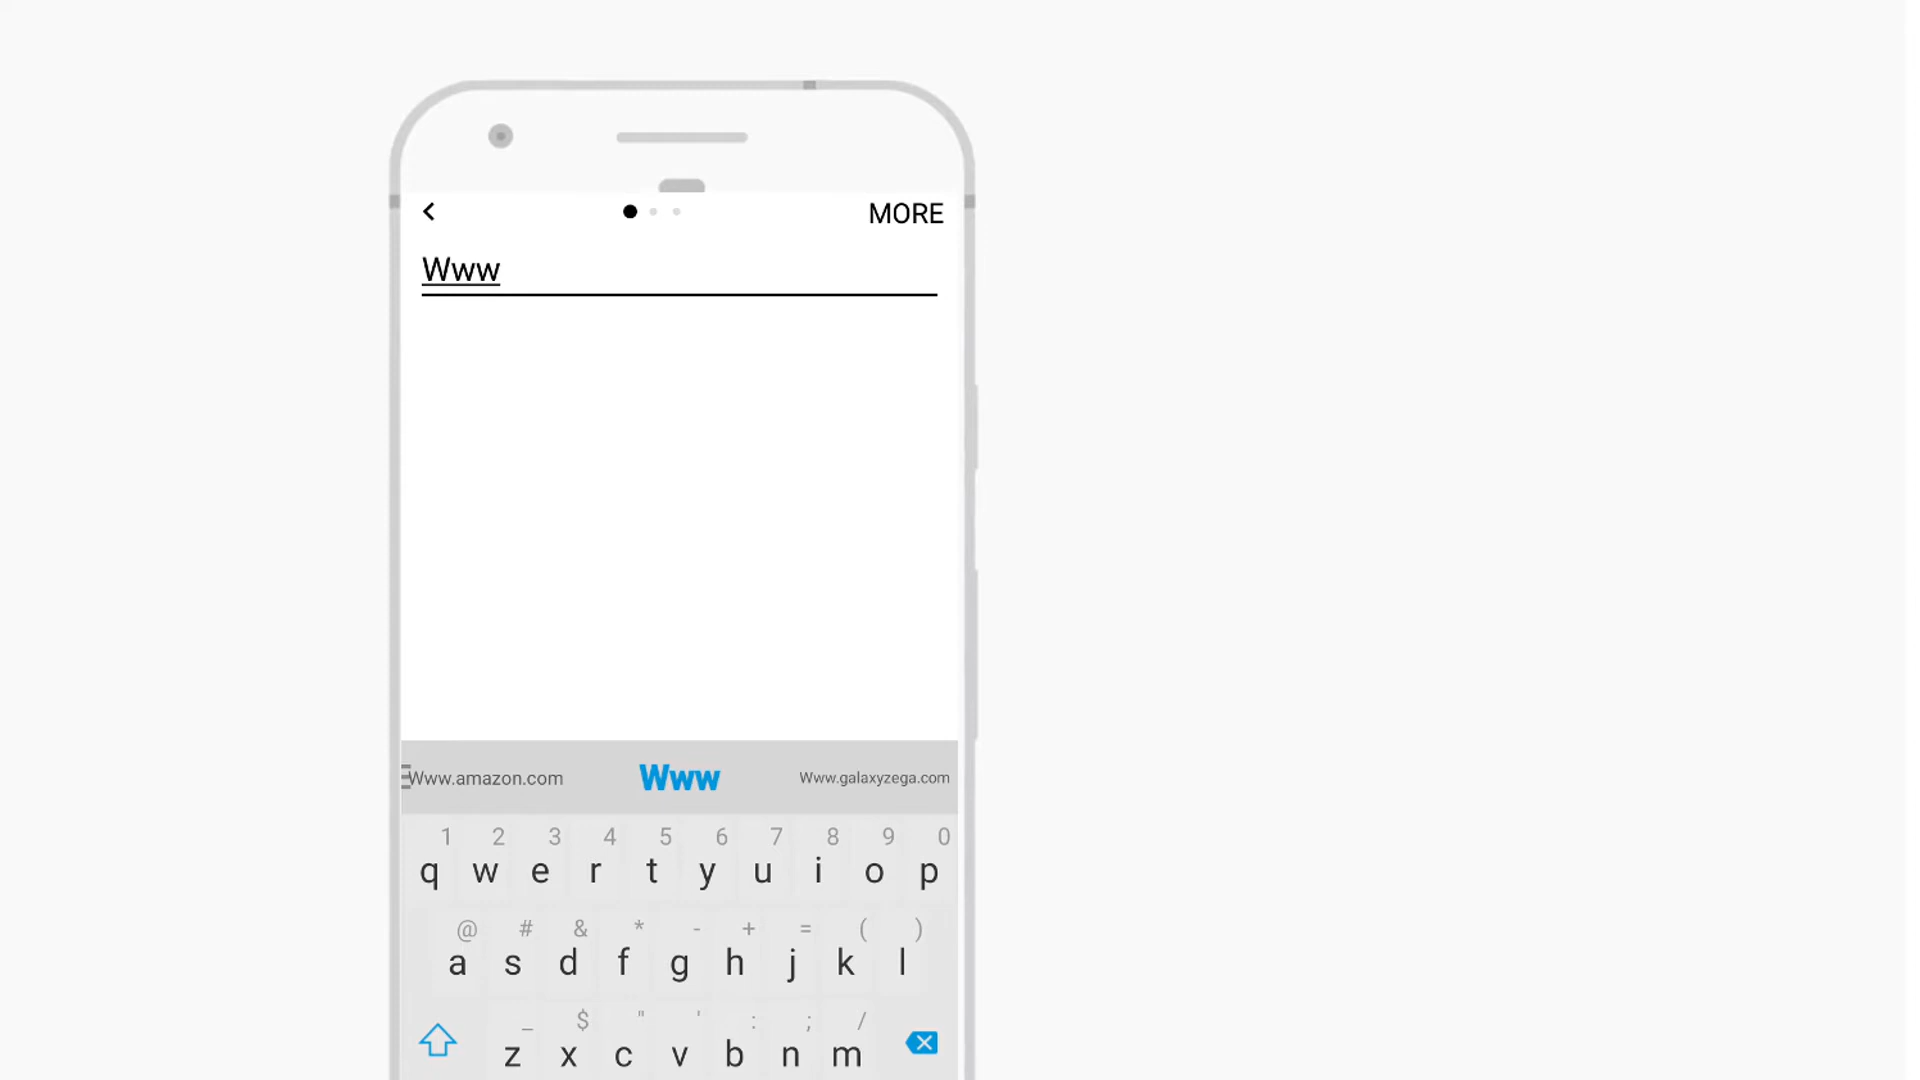 MORE
Www
Www.amazon.com Www Www.galaxyzega.com
1 2 3 4 5 6 7 8 9 0
q w e r t y u i o p
@ # & * - + = ( )
a s d f g h j k l
_ $ " ' : ; /
z x c v b n m